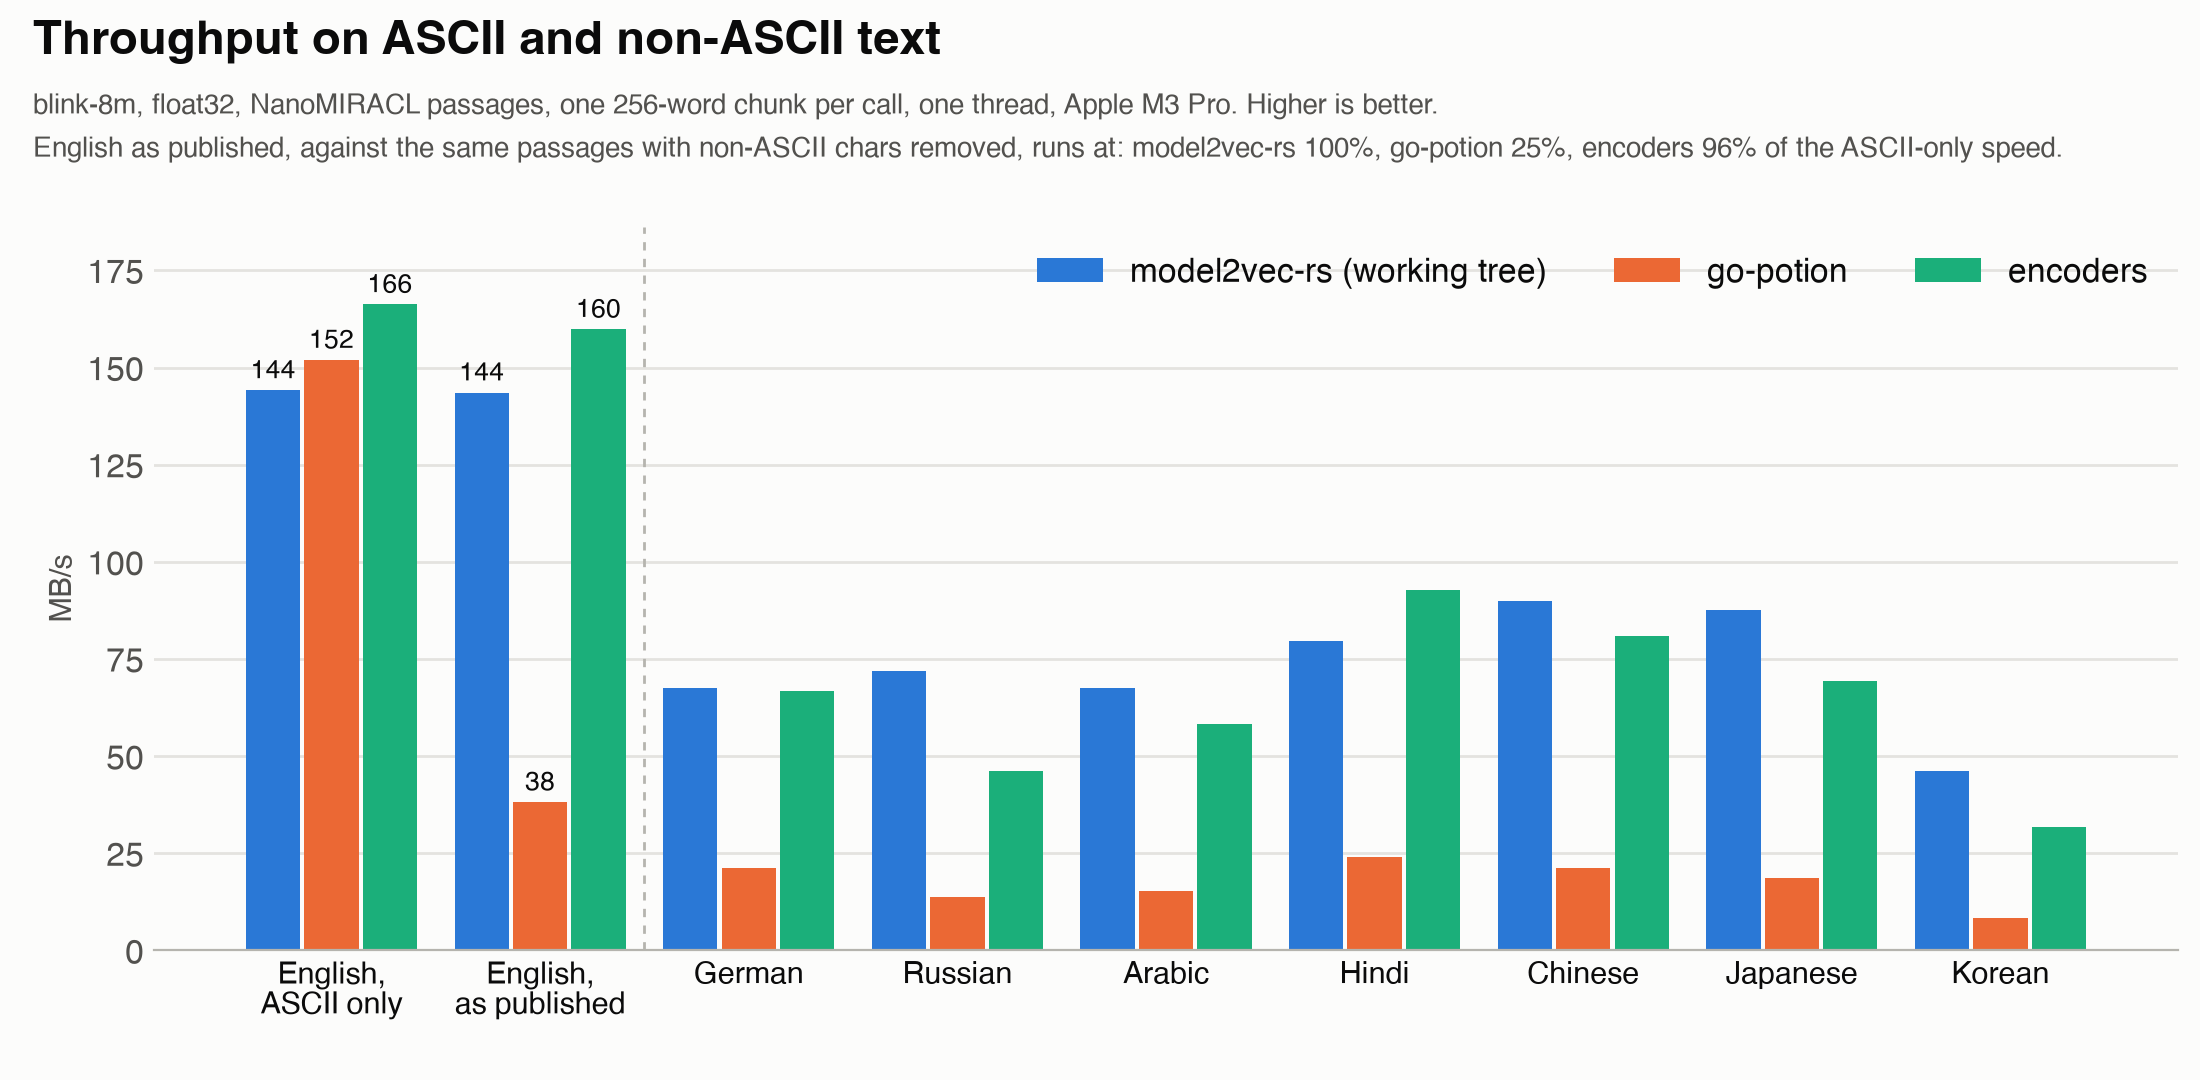 Throughput on ASCII and non-ASCII text
blink-8m, float32, NanoMIRACL passages, one 256-word chunk per call, one thread, Apple M3 Pro. Higher is better.
English as published, against the same passages with non-ASCII chars removed, runs at: model2vec-rs 100%, go-potion 25%, encoders 96% of the ASCII-only speed.
model2vec-rs (working tree)
go-potion
encoders
MB/s
175
150
125
100
75
50
25
0
144
152
166
144
38
160
English,
ASCII only
English,
as published
German
Russian
Arabic
Hindi
Chinese
Japanese
Korean